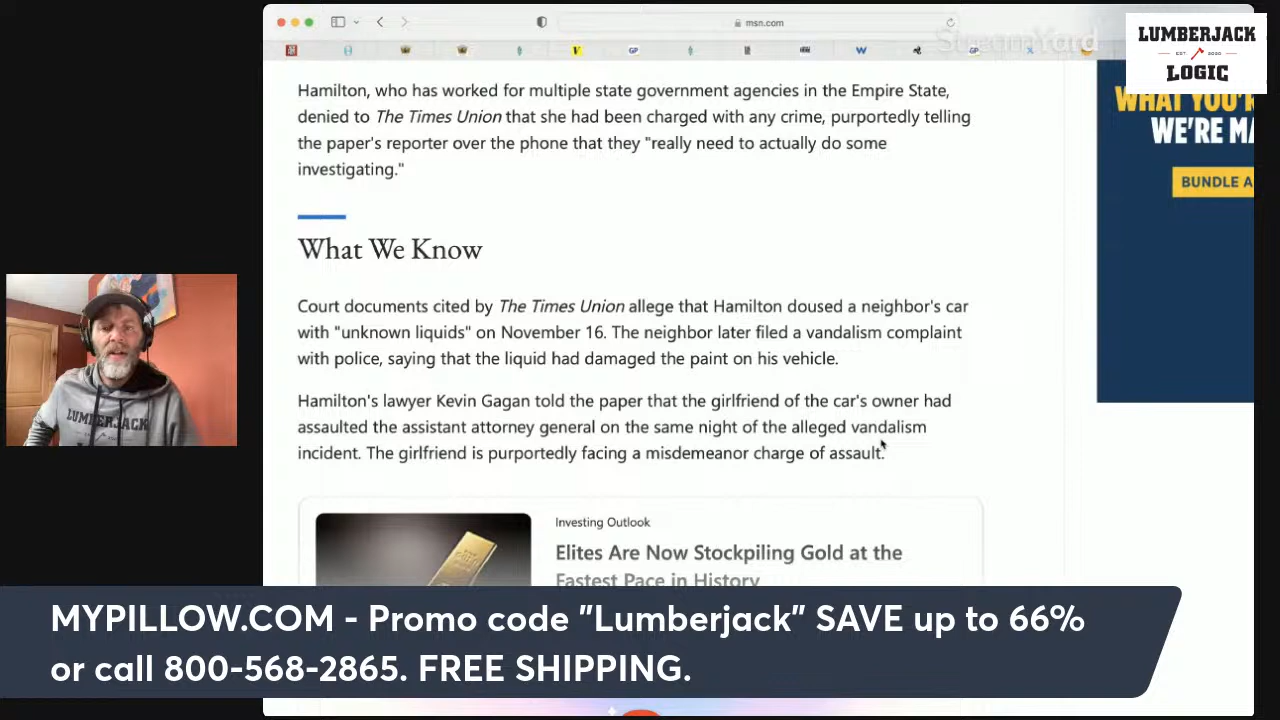 msn.com
StreamYard
LUMBERJACK
EST. 2020
LOGIC
V
GP
W
GP
X
Hamilton, who has worked for multiple state government agencies in the Empire State,
denied to The Times Union that she had been charged with any crime, purportedly telling
the paper's reporter over the phone that they "really need to actually do some
investigating."
WHAT YOU'R
WE'RE MA
BUNDLE A
What We Know
Court documents cited by The Times Union allege that Hamilton doused a neighbor's car
with "unknown liquids" on November 16. The neighbor later filed a vandalism complaint
with police, saying that the liquid had damaged the paint on his vehicle.
Hamilton's lawyer Kevin Gagan told the paper that the girlfriend of the car's owner had
assaulted the assistant attorney general on the same night of the alleged vandalism
incident. The girlfriend is purportedly facing a misdemeanor charge of assault.
LUMBERJACK
Investing Outlook
Elites Are Now Stockpiling Gold at the
Fastest Pace in History
MYPILLOW.COM - Promo code "Lumberjack" SAVE up to 66%
or call 800-568-2865. FREE SHIPPING.